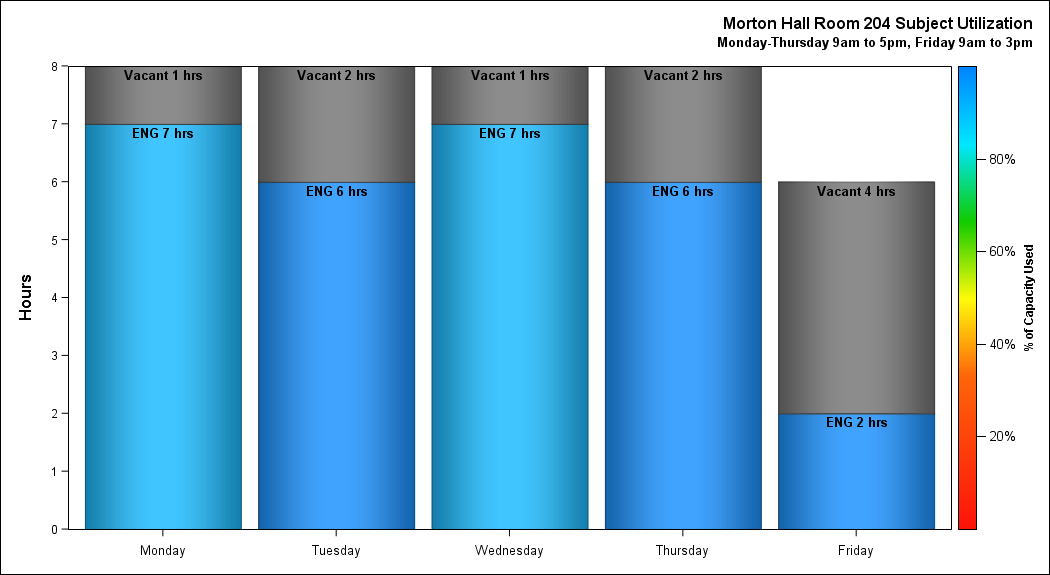 Morton Hall Room 204 Subject Utilization
Monday-Thursday 9am to 5pm, Friday 9am to 3pm
Hours
8
7
6
5
4
3
2
1
0
Vacant 1 hrs
ENG 7 hrs
Vacant 2 hrs
ENG 6 hrs
Vacant 1 hrs
ENG 7 hrs
Vacant 2 hrs
ENG 6 hrs
Vacant 4 hrs
ENG 2 hrs
Monday
Tuesday
Wednesday
Thursday
Friday
80%
60%
40%
20%
% of Capacity Used